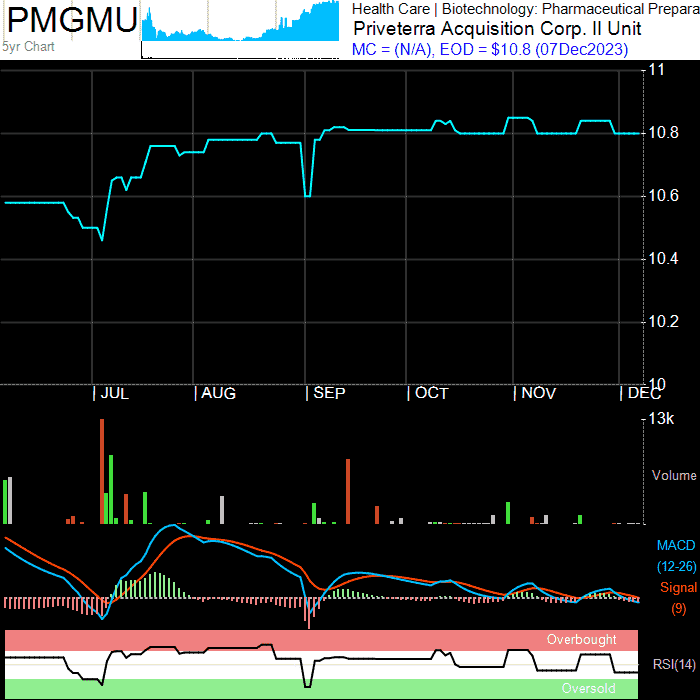 PMGMU
5yr Chart
Health Care | Biotechnology: Pharmaceutical Prepara
Priveterra Acquisition Corp. II Unit
MC = (N/A), EOD = $10.8 (07Dec2023)
11
10.8
10.6
10.4
10.2
10
| JUL | AUG | SEP | OCT | NOV | DEC
13k
Volume
MACD
(12-26)
Signal
(9)
Overbought
RSI(14)
Oversold